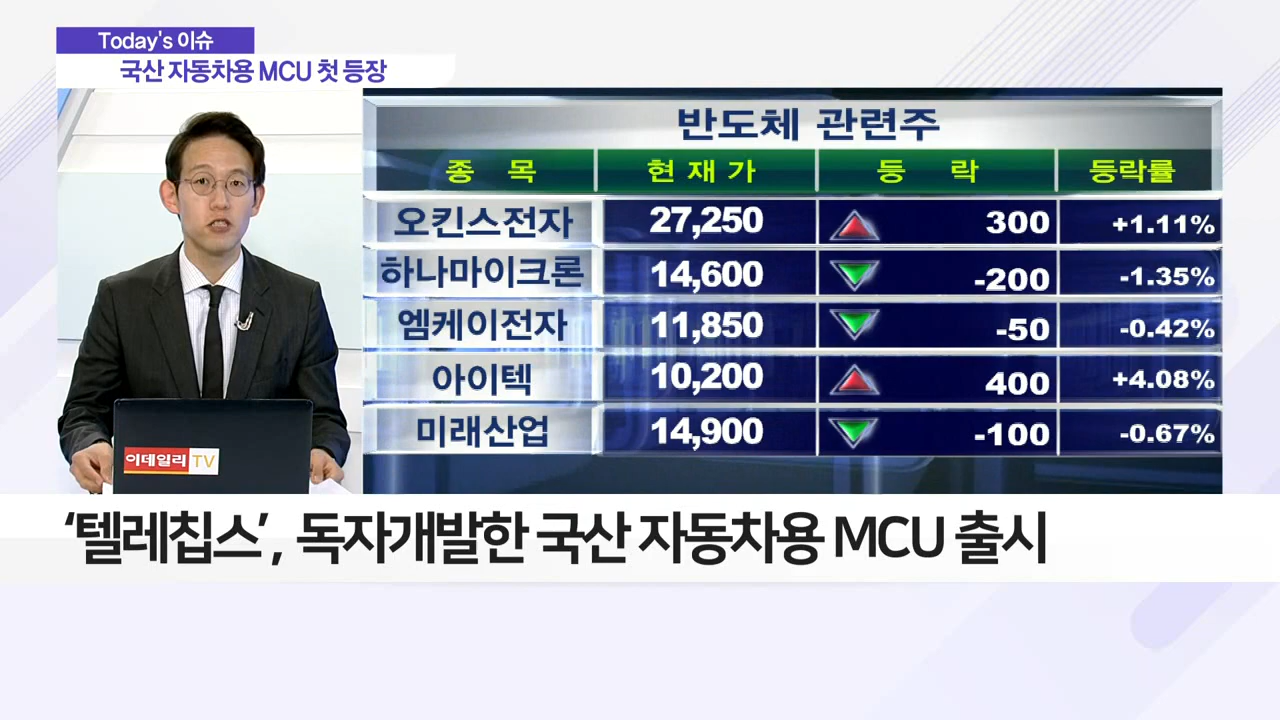 Today's 이슈
국산 자동차용 MCU 첫 등장
반도체 관련주
종 목 현 재 가 등 락 등락률
오킨스전자 27,250 300 +1.11%
하나마이크론 14,600 -200 -1.35%
엠케이전자 11,850 -50 -0.42%
아이텍 10,200 400 +4.08%
미래산업 14,900 -100 -0.67%
이데일리 TV
‘텔레칩스’, 독자개발한 국산 자동차용 MCU 출시